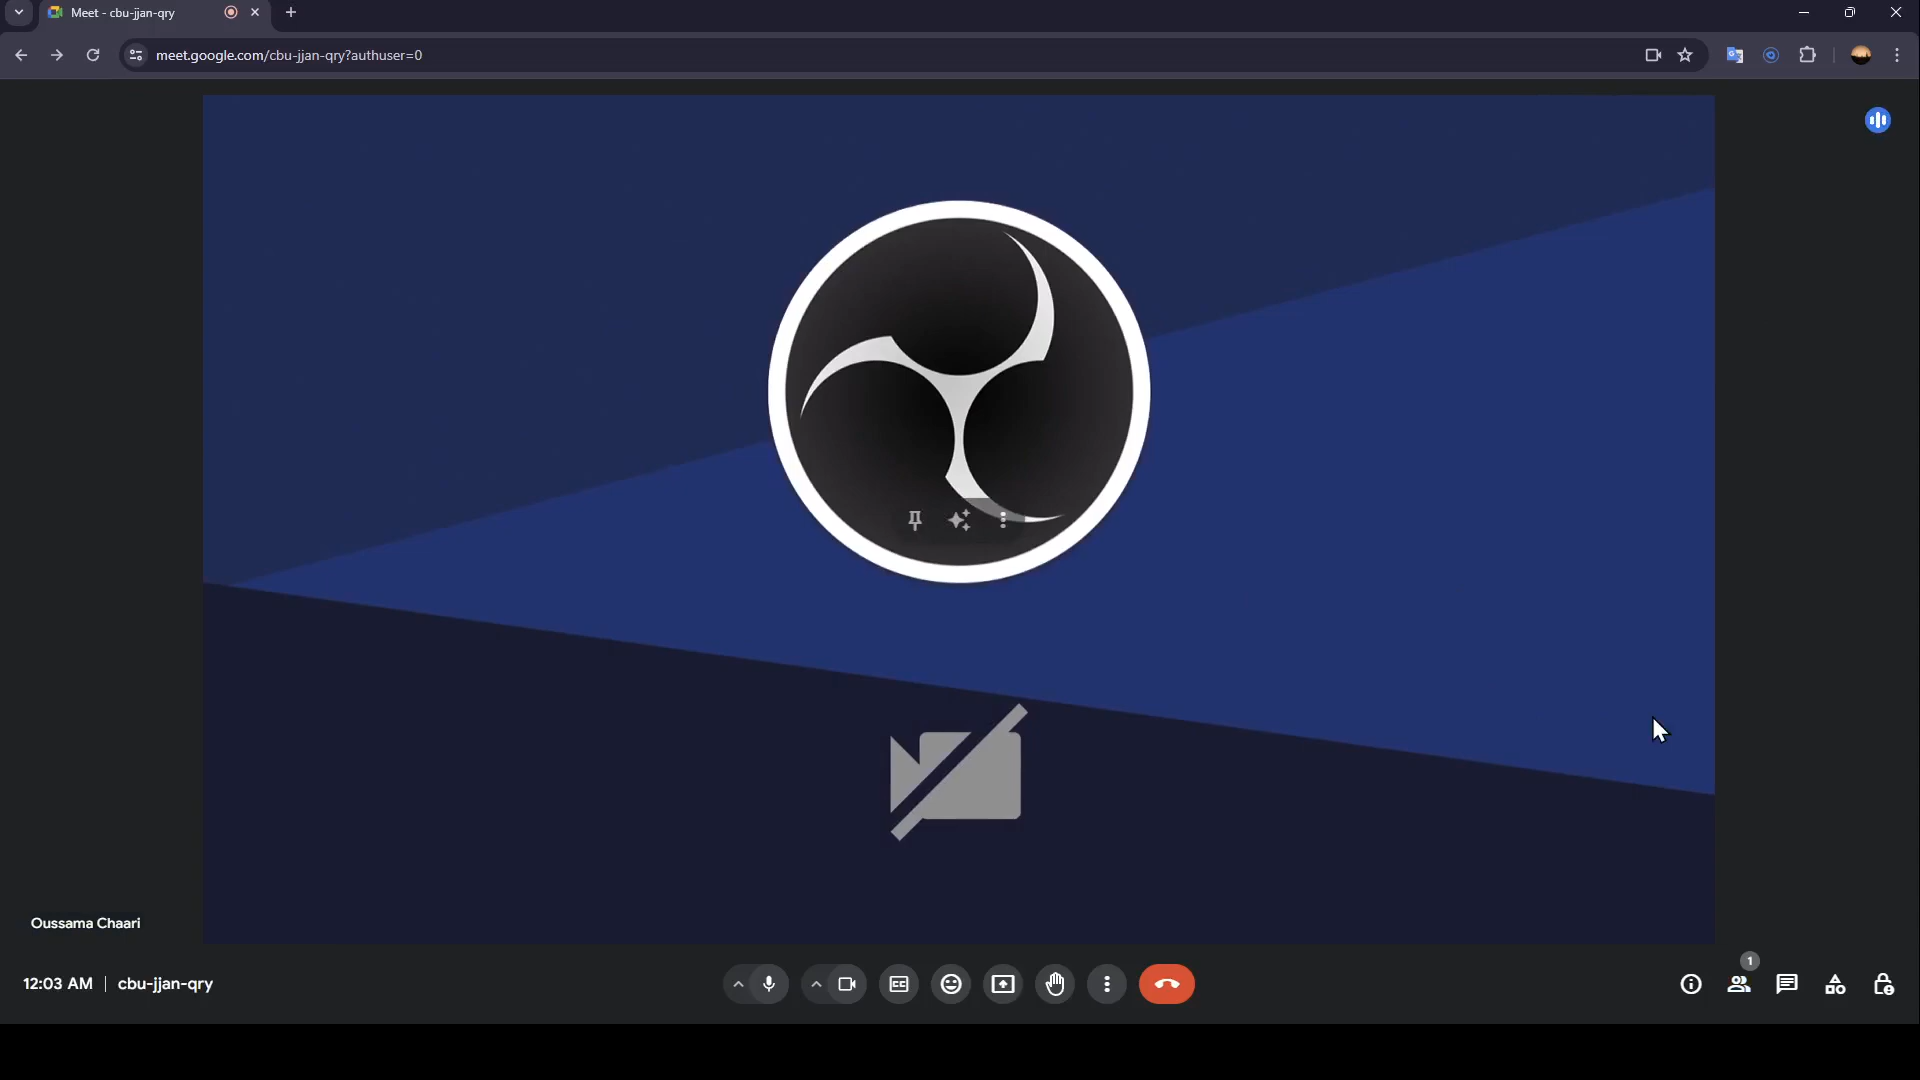 Meet - cbu-jjan-qry
meet.google.com/cbu-jjan-qry?authuser=0
Oussama Chaari
12:03 AM | cbu-jjan-qry
CC
1